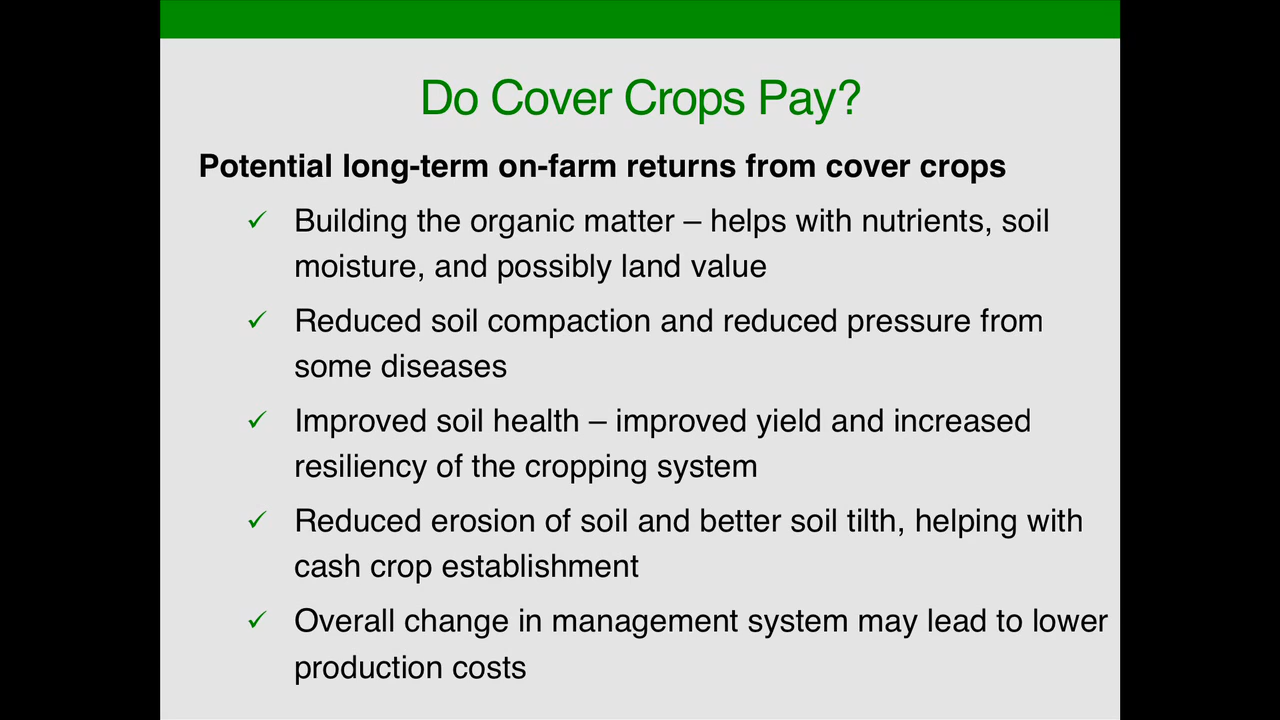 Do Cover Crops Pay?
Potential long-term on-farm returns from cover crops
✓ Building the organic matter – helps with nutrients, soil
moisture, and possibly land value
✓ Reduced soil compaction and reduced pressure from
some diseases
✓ Improved soil health – improved yield and increased
resiliency of the cropping system
✓ Reduced erosion of soil and better soil tilth, helping with
cash crop establishment
✓ Overall change in management system may lead to lower
production costs